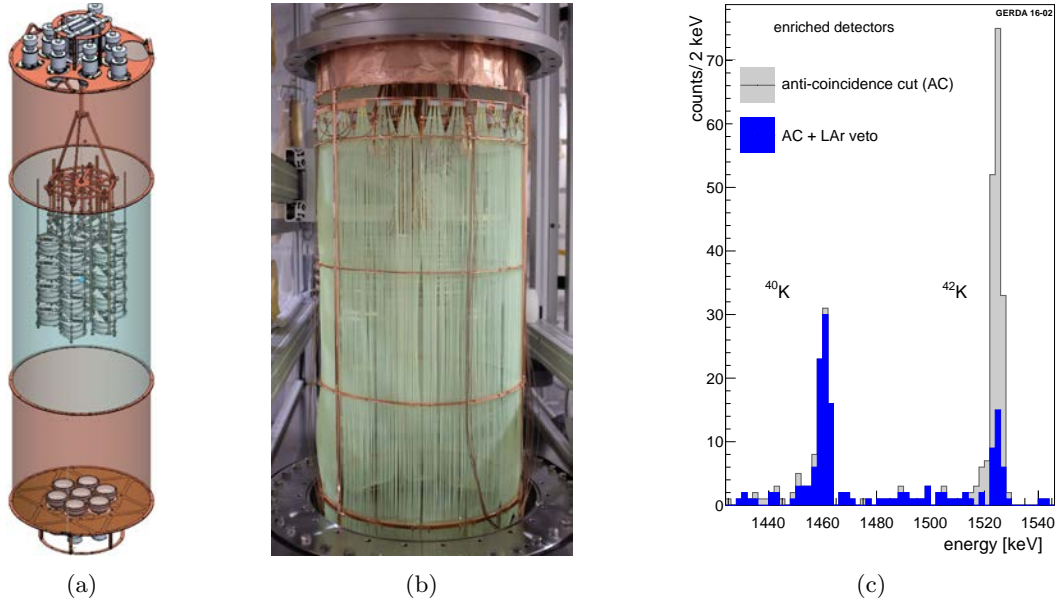 GERDA 16-02
enriched detectors
anti-coincidence cut (AC)
AC + LAr veto
counts/ 2 keV
70
60
50
40
30
20
10
0
⁴⁰K
⁴²K
1440
1460
1480
1500
1520
1540
energy [keV]
(a)
(b)
(c)